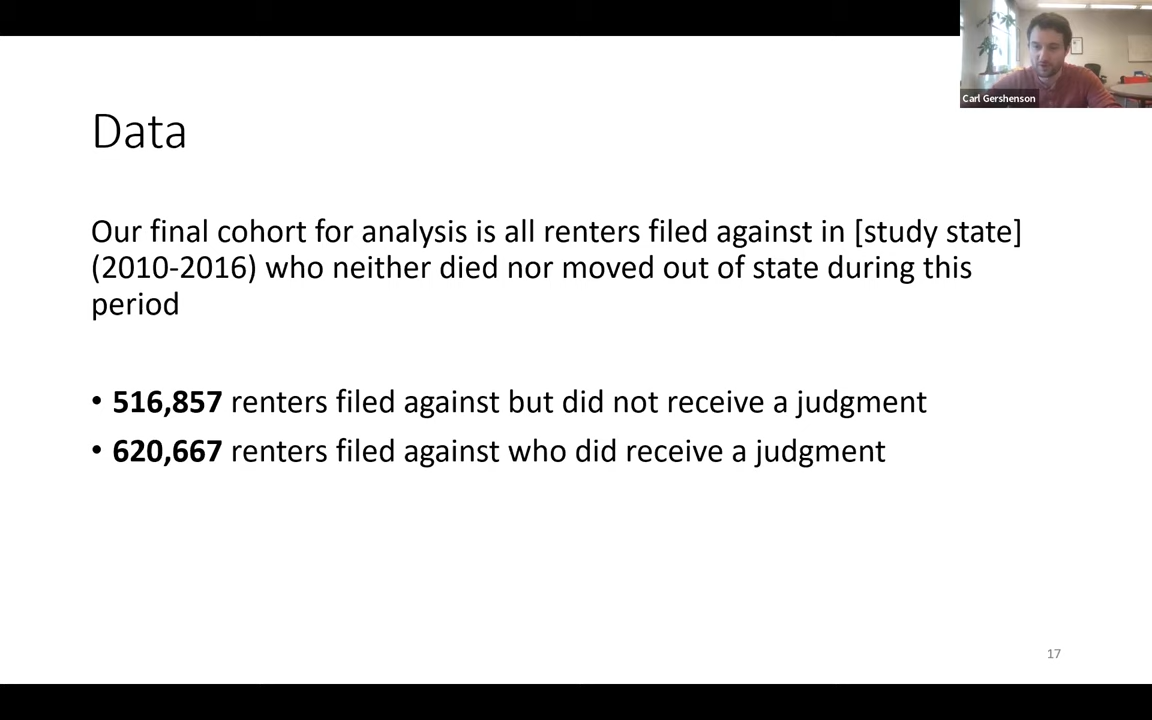 Carl Gershenson
Data
Our final cohort for analysis is all renters filed against in [study state]
(2010-2016) who neither died nor moved out of state during this
period
• 516,857 renters filed against but did not receive a judgment
• 620,667 renters filed against who did receive a judgment
17